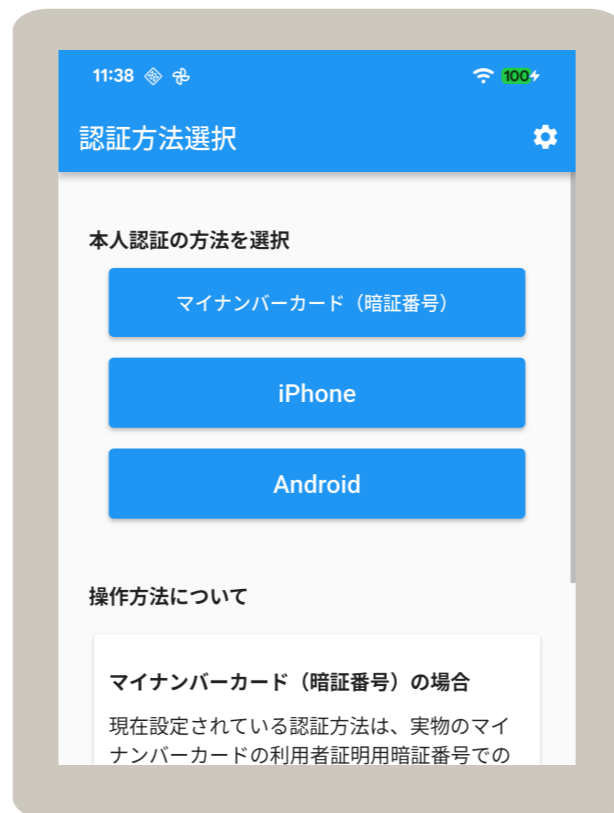 11:38
100
認証方法選択
本人認証の方法を選択
マイナンバーカード（暗証番号）
iPhone
Android
操作方法について
マイナンバーカード（暗証番号）の場合
現在設定されている認証方法は、実物のマイ
ナンバーカードの利用者証明用暗証番号での